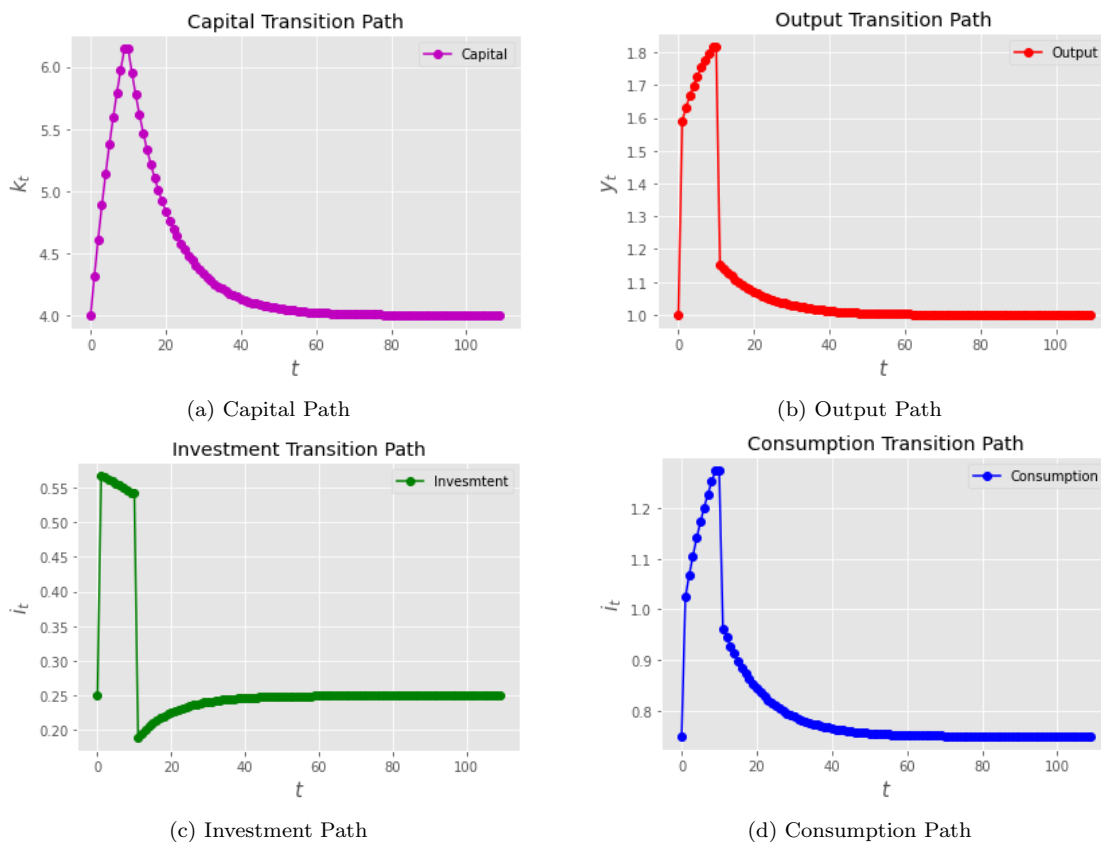 Capital Transition Path
Capital
6.0
5.5
5.0
4.5
4.0
k_t
0 20 40 60 80 100
t
(a) Capital Path
Output Transition Path
Output
1.8
1.7
1.6
1.5
1.4
1.3
1.2
1.1
1.0
y_t
0 20 40 60 80 100
t
(b) Output Path
Investment Transition Path
Invesmtent
0.55
0.50
0.45
0.40
0.35
0.30
0.25
0.20
i_t
0 20 40 60 80 100
t
(c) Investment Path
Consumption Transition Path
Consumption
1.2
1.1
1.0
0.9
0.8
i_t
0 20 40 60 80 100
t
(d) Consumption Path